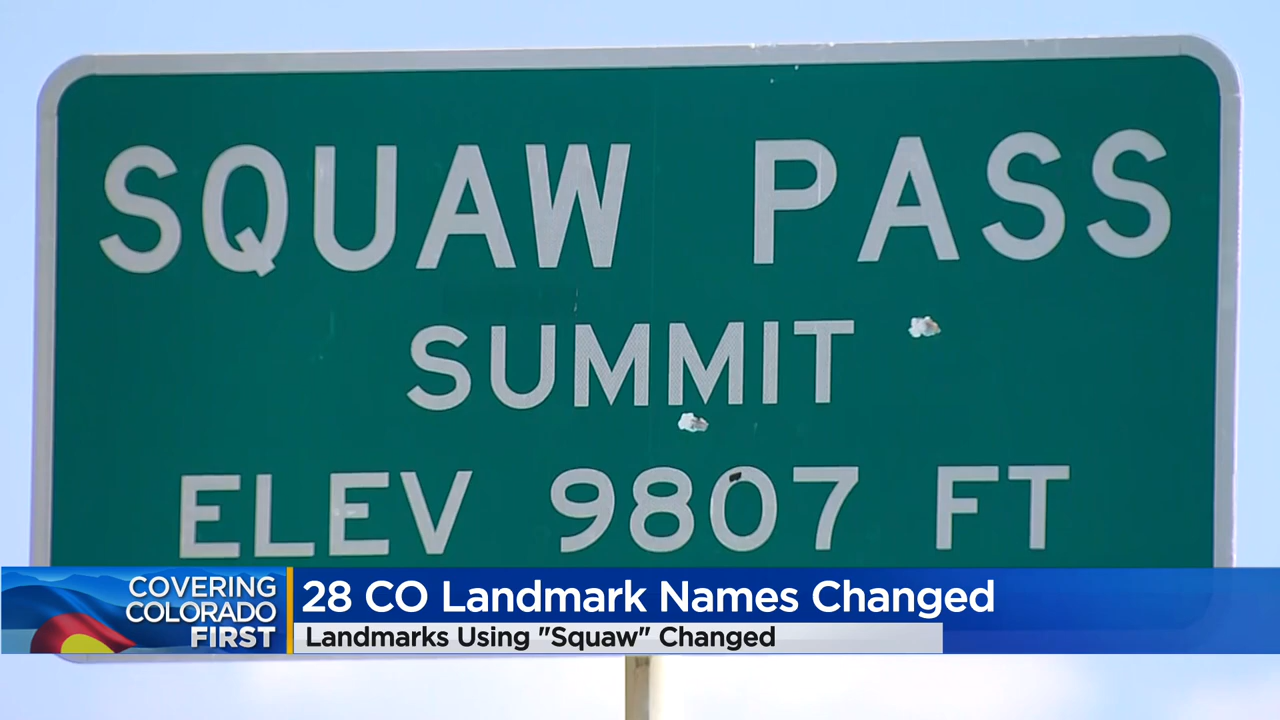 SQUAW PASS
SUMMIT
ELEV 9807 FT
COVERING
COLORADO
FIRST
28 CO Landmark Names Changed
Landmarks Using "Squaw" Changed